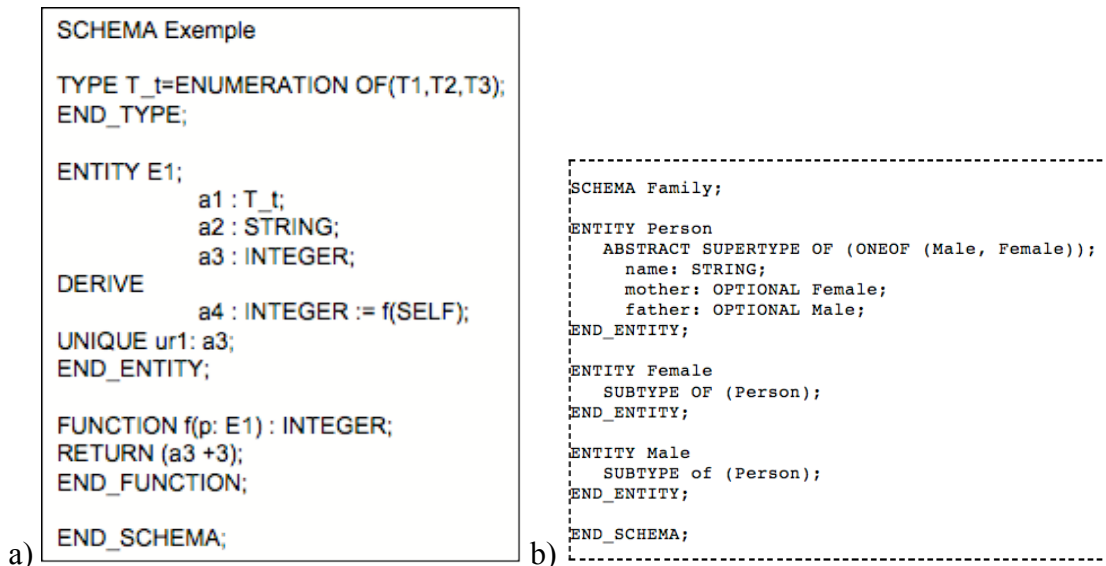 SCHEMA Exemple
TYPE T_t=ENUMERATION OF(T1,T2,T3);
END_TYPE;
ENTITY E1;
a1 : T_t;
a2 : STRING;
a3 : INTEGER;
DERIVE
a4 : INTEGER := f(SELF);
UNIQUE ur1: a3;
END_ENTITY;
FUNCTION f(p: E1) : INTEGER;
RETURN (a3 +3);
END_FUNCTION;
END_SCHEMA;
a)
SCHEMA Family;
ENTITY Person
ABSTRACT SUPERTYPE OF (ONEOF (Male, Female));
name: STRING;
mother: OPTIONAL Female;
father: OPTIONAL Male;
END_ENTITY;
ENTITY Female
SUBTYPE OF (Person);
END_ENTITY;
ENTITY Male
SUBTYPE of (Person);
END_ENTITY;
END_SCHEMA;
b)